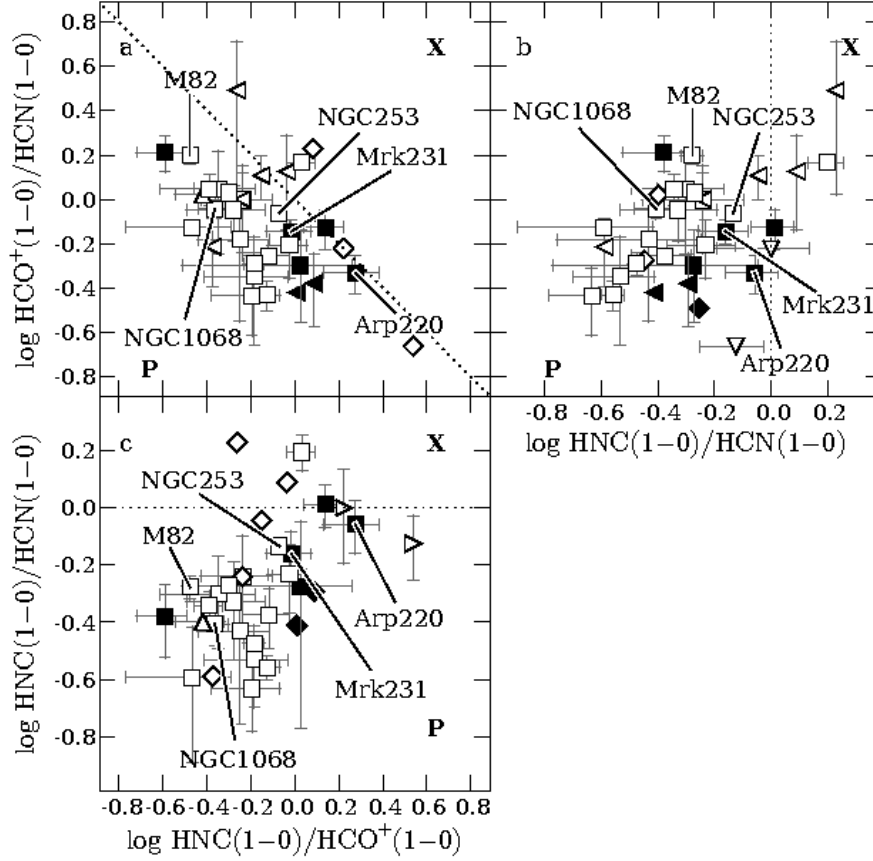 a
X
M82
NGC253
Mrk231
NGC1068
Arp220
P
0.8
0.6
0.4
0.2
0.0
-0.2
-0.4
-0.6
-0.8
log HCO⁺(1−0)/HCN(1−0)
b
X
NGC1068
M82
NGC253
Mrk231
Arp220
P
-0.8 -0.6 -0.4 -0.2 0.0 0.2
log HNC(1−0)/HCN(1−0)
c
X
NGC253
M82
Arp220
Mrk231
NGC1068
P
0.2
0.0
-0.2
-0.4
-0.6
-0.8
log HNC(1−0)/HCN(1−0)
-0.8 -0.6 -0.4 -0.2 0.0 0.2 0.4 0.6 0.8
log HNC(1−0)/HCO⁺(1−0)